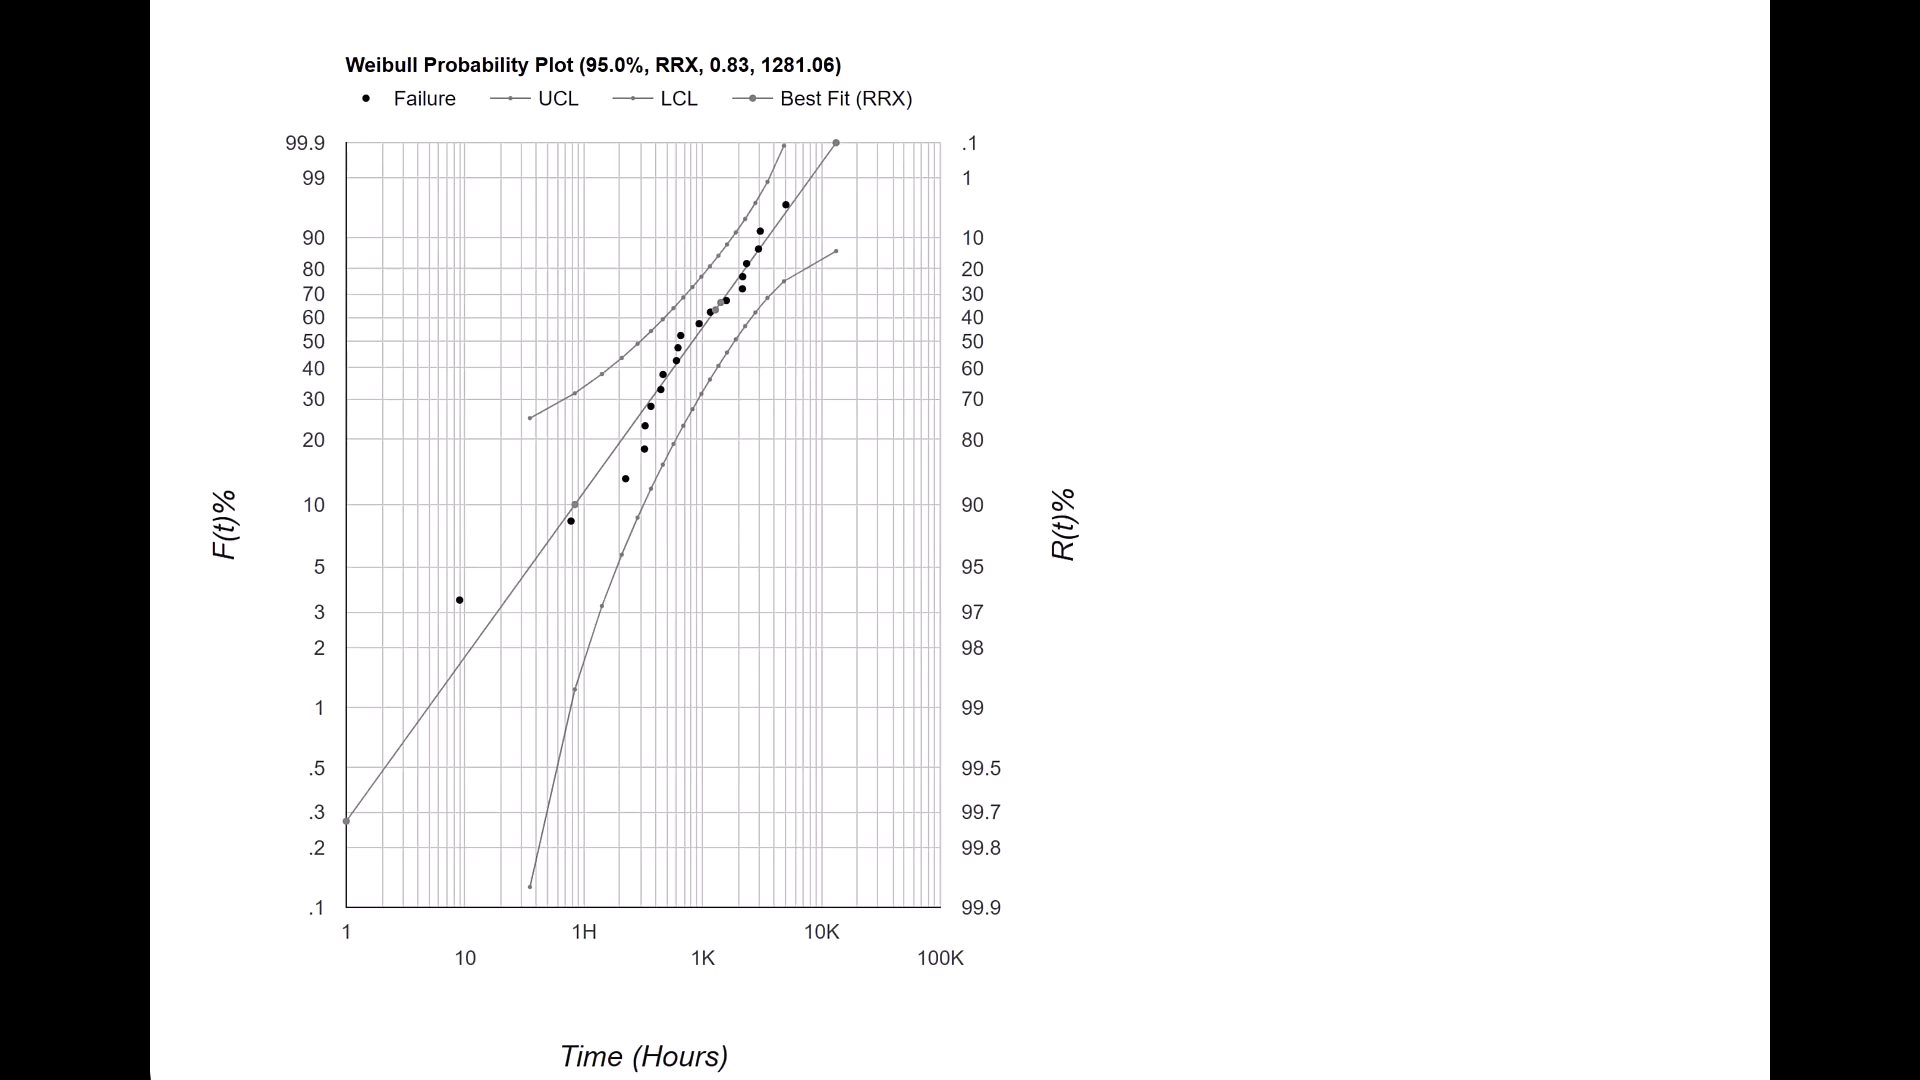 Weibull Probability Plot (95.0%, RRX, 0.83, 1281.06)
Failure UCL LCL Best Fit (RRX)
99.9 .1
99 1
90 10
80 20
70 30
60 40
50 50
40 60
30 70
20 80
10 90
5 95
3 97
2 98
1 99
.5 99.5
.3 99.7
.2 99.8
.1 99.9
F(t)%
R(t)%
1 1H 10K
10 1K 100K
Time (Hours)